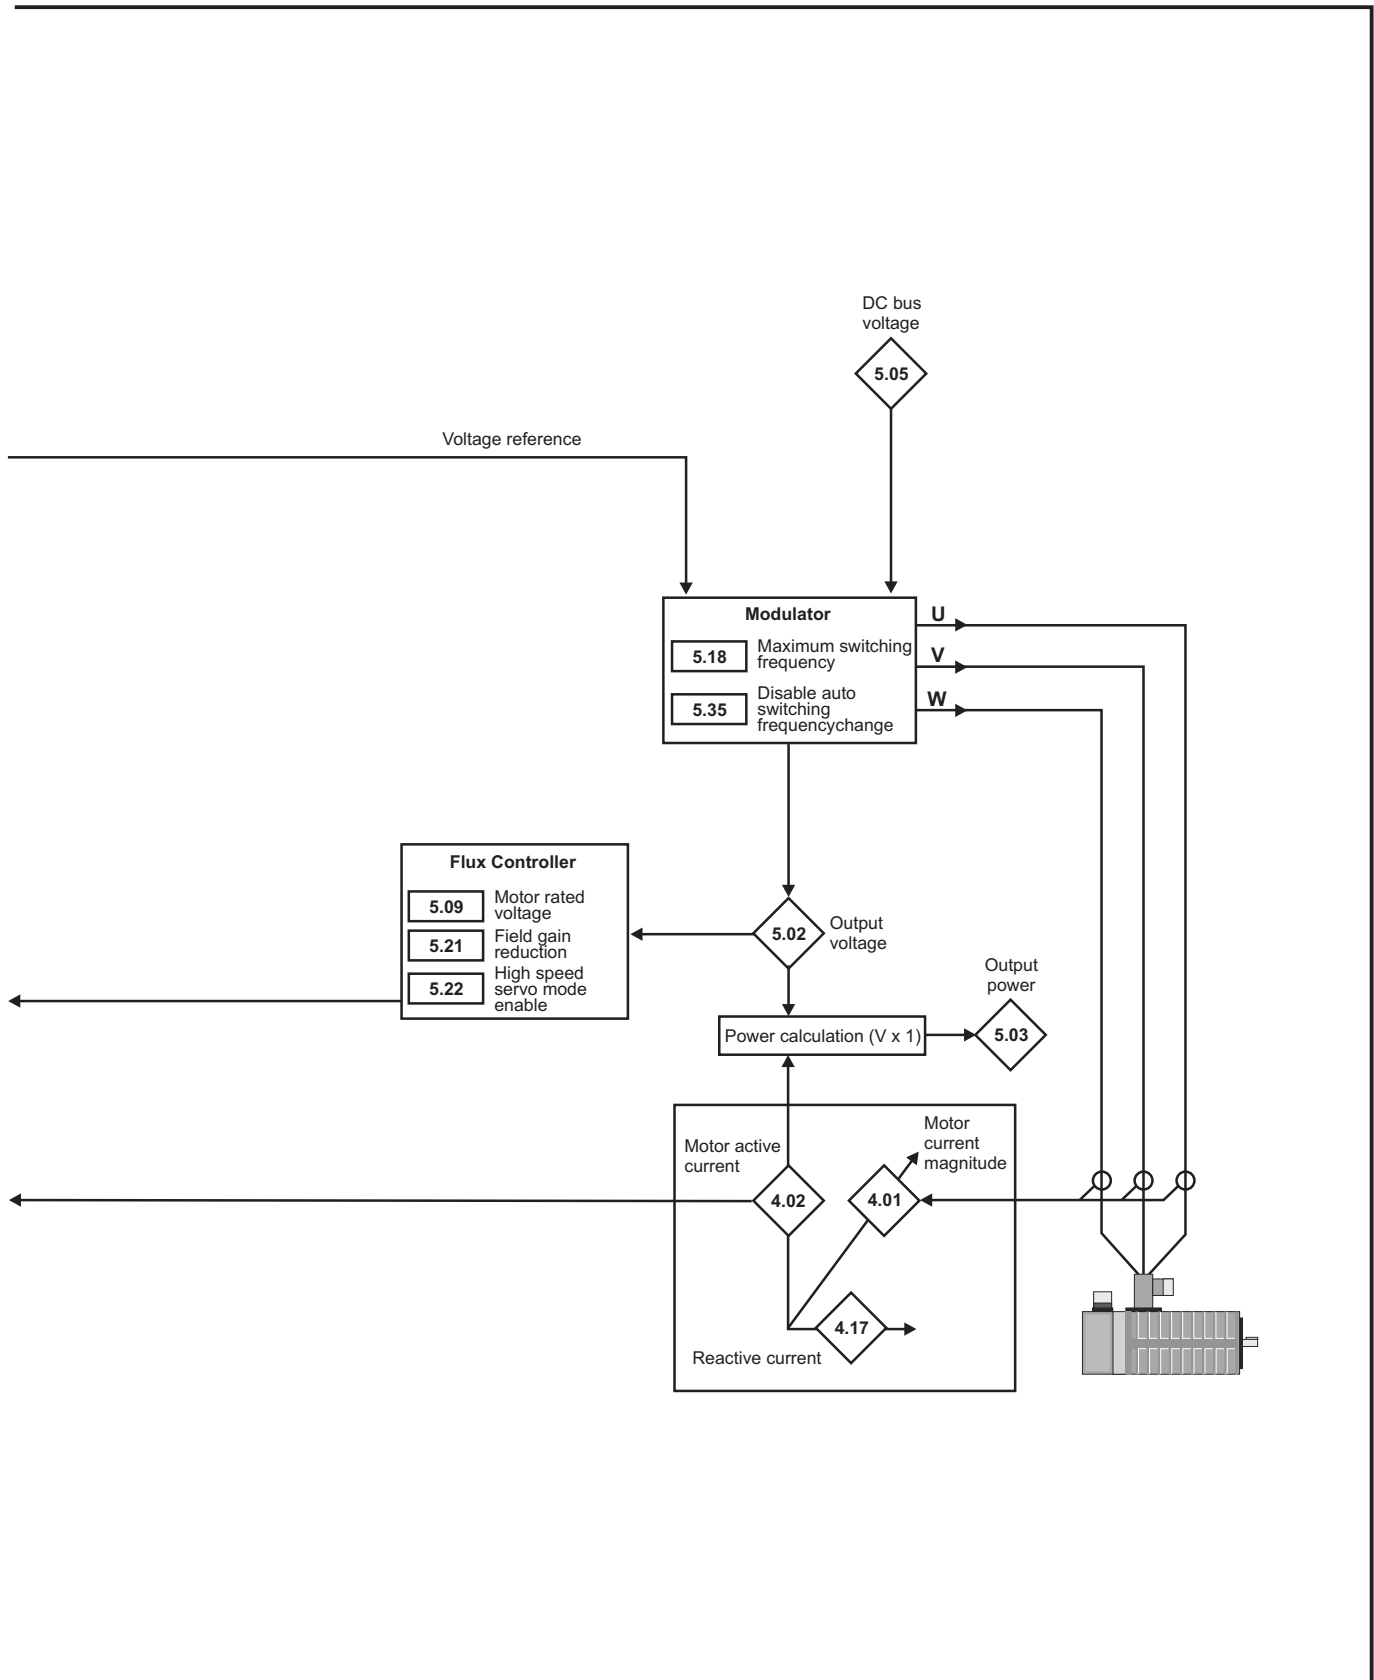 DC bus
voltage
5.05
Voltage reference
Modulator
U
5.18
Maximum switching
frequency
V
5.35
Disable auto
switching
frequencychange
W
Flux Controller
5.09
Motor rated
voltage
5.21
Field gain
reduction
5.22
High speed
servo mode
enable
5.02
Output
voltage
Output
power
Power calculation (V x 1)
5.03
Motor active
current
Motor
current
magnitude
4.02
4.01
4.17
Reactive current